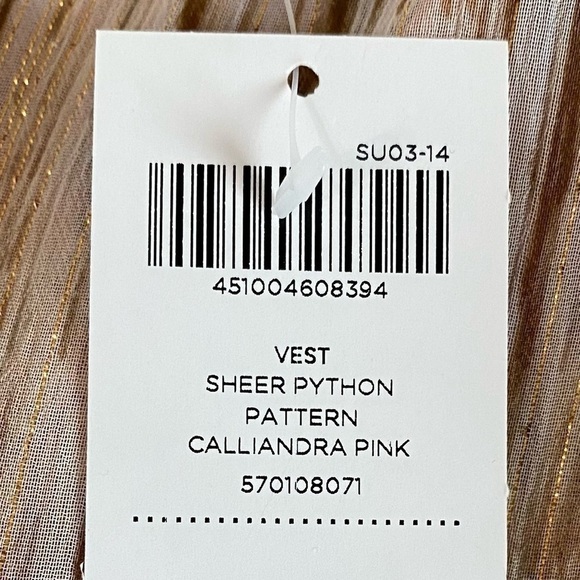 SU03-14
451004608394
VEST
SHEER PYTHON
PATTERN
CALLIANDRA PINK
570108071